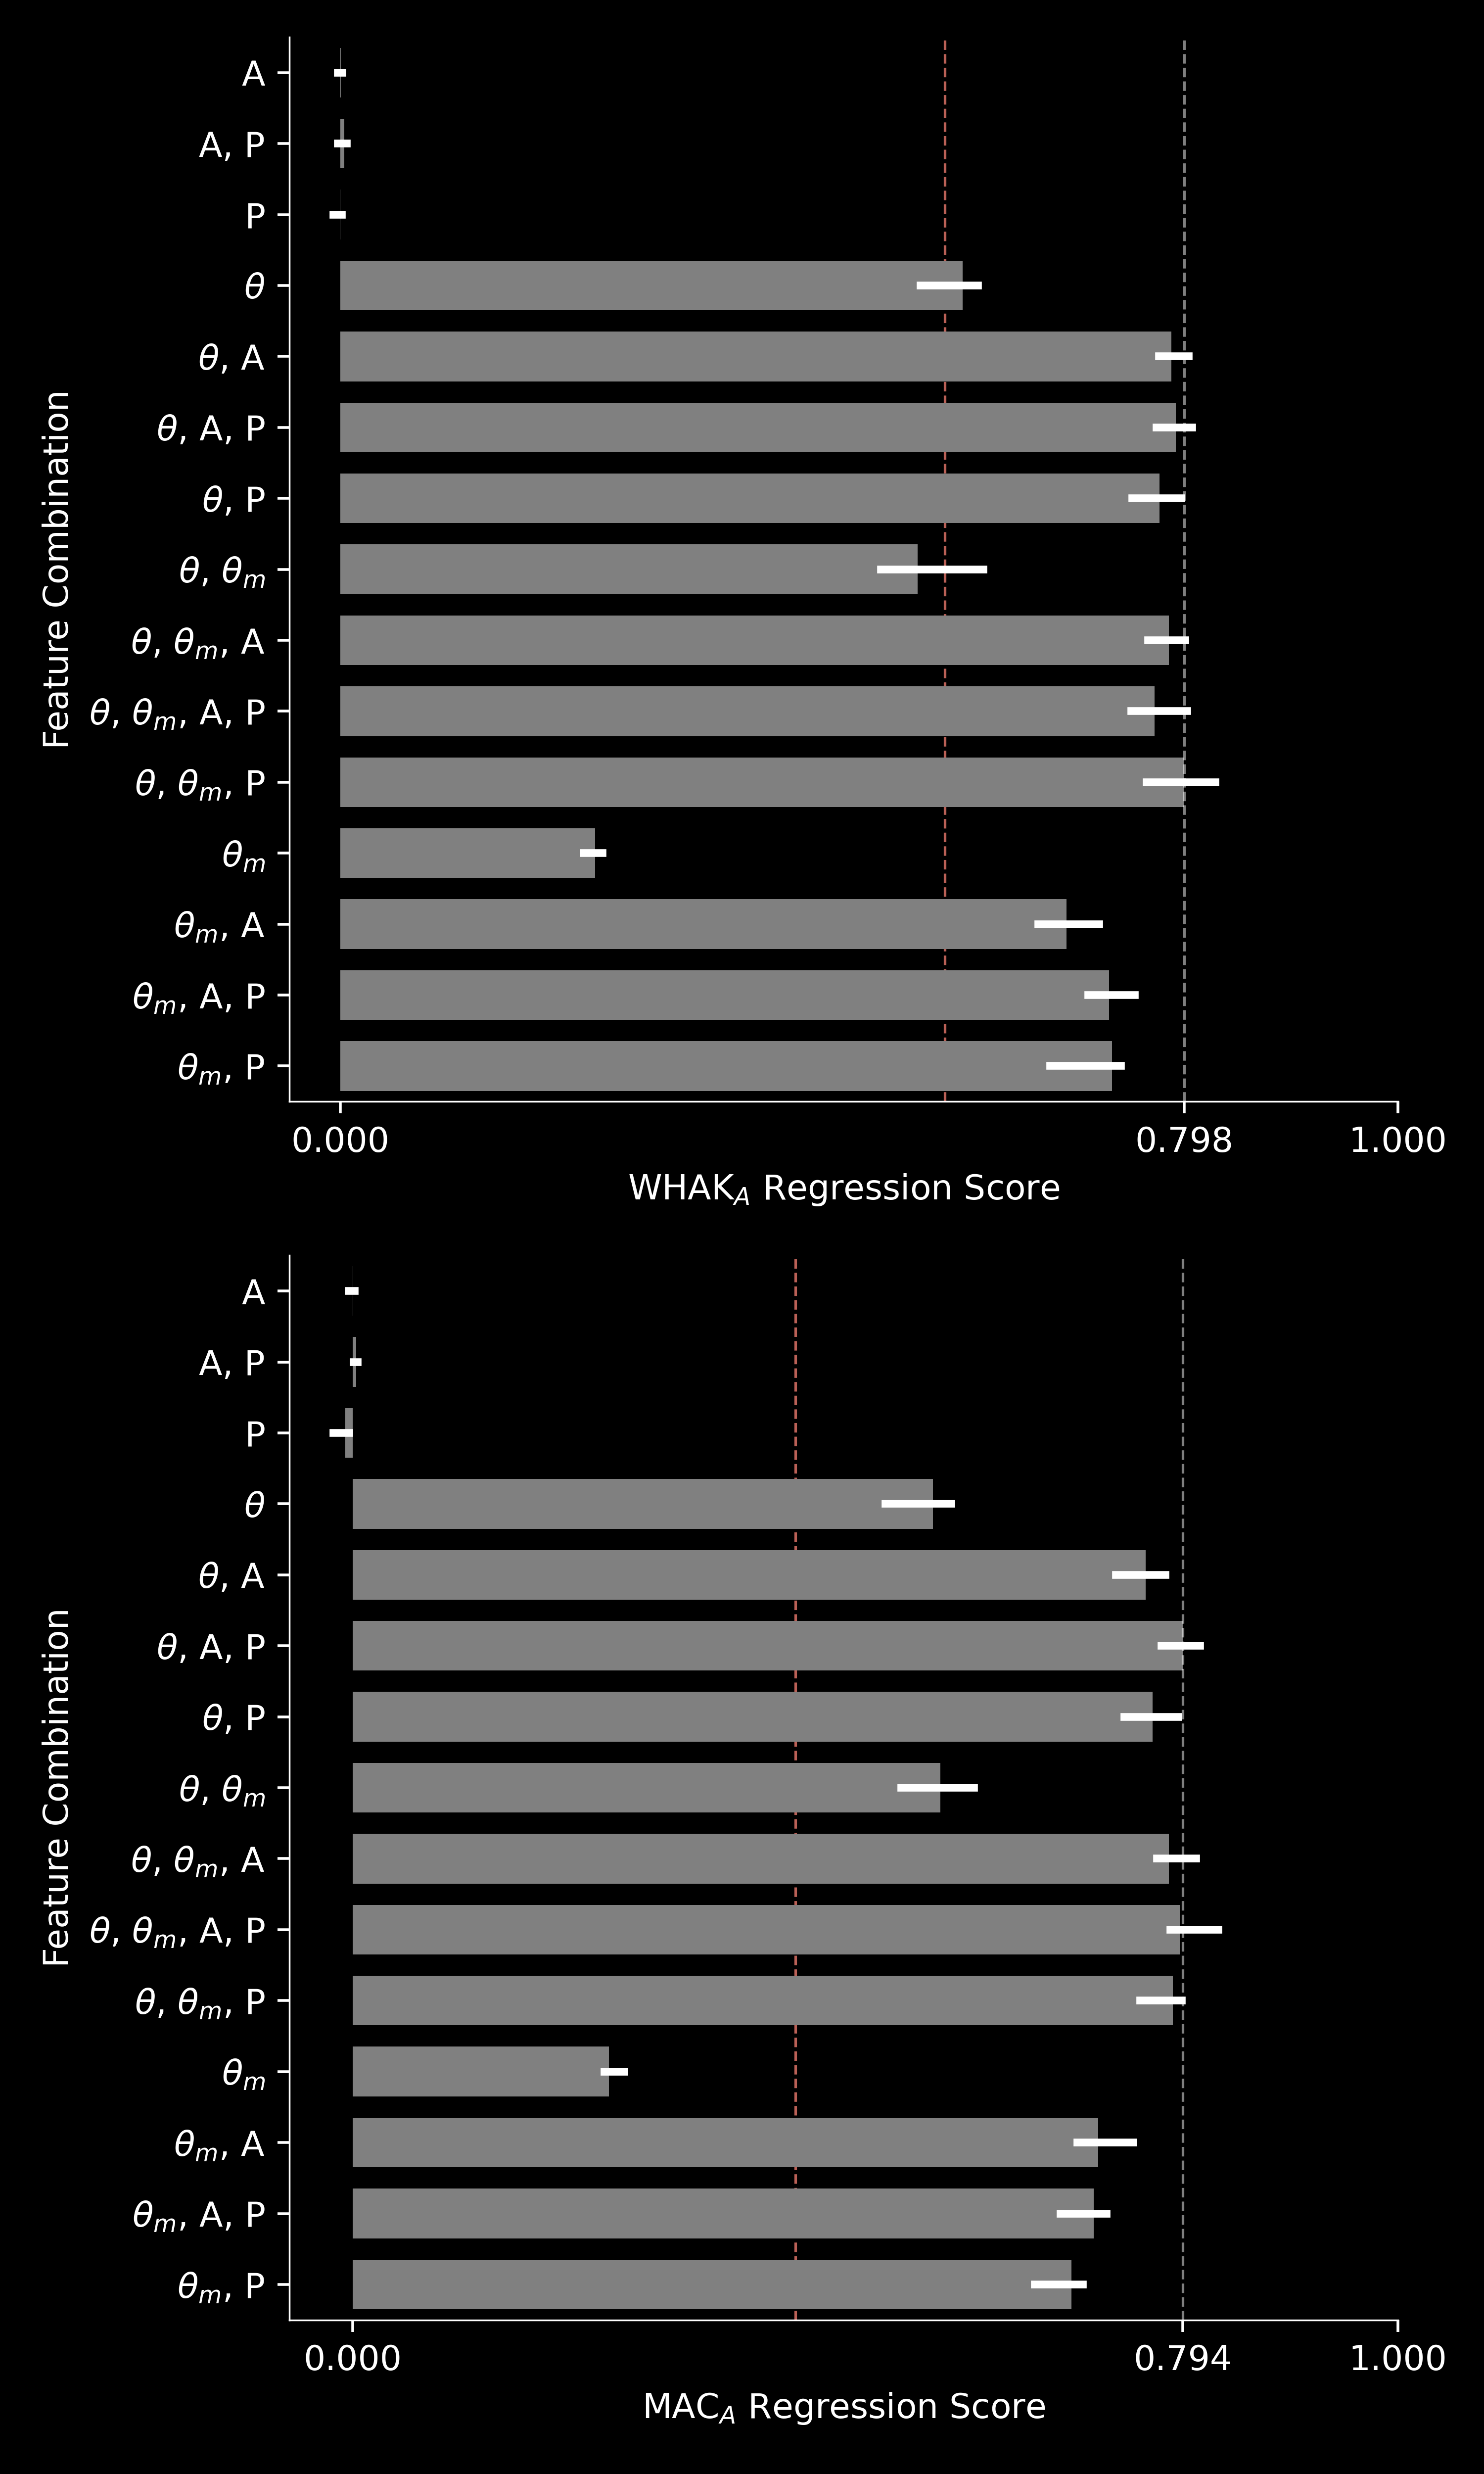 A
A, P
P
θ
θ, A
θ, A, P
θ, P
θ, θm
θ, θm, A
θ, θm, A, P
θ, θm, P
θm
θm, A
θm, A, P
θm, P
Feature Combination
0.000 0.798 1.000
WHAKA Regression Score
A
A, P
P
θ
θ, A
θ, A, P
θ, P
θ, θm
θ, θm, A
θ, θm, A, P
θ, θm, P
θm
θm, A
θm, A, P
θm, P
Feature Combination
0.000 0.794 1.000
MACA Regression Score